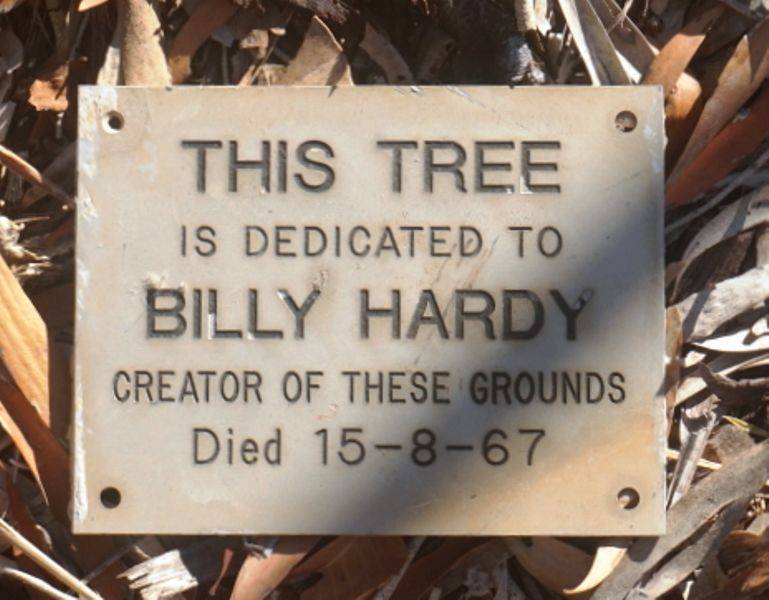 THIS TREE
IS DEDICATED TO
BILLY HARDY
CREATOR OF THESE GROUNDS
Died 15-8-67